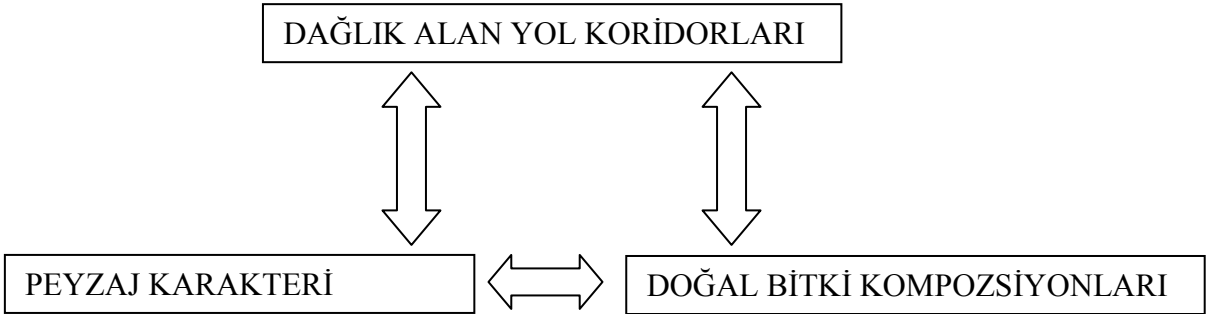 DAĞLIK ALAN YOL KORİDORLARI
PEYZAJ KARAKTERİ
DOĞAL BİTKİ KOMPOZSİYONLARI